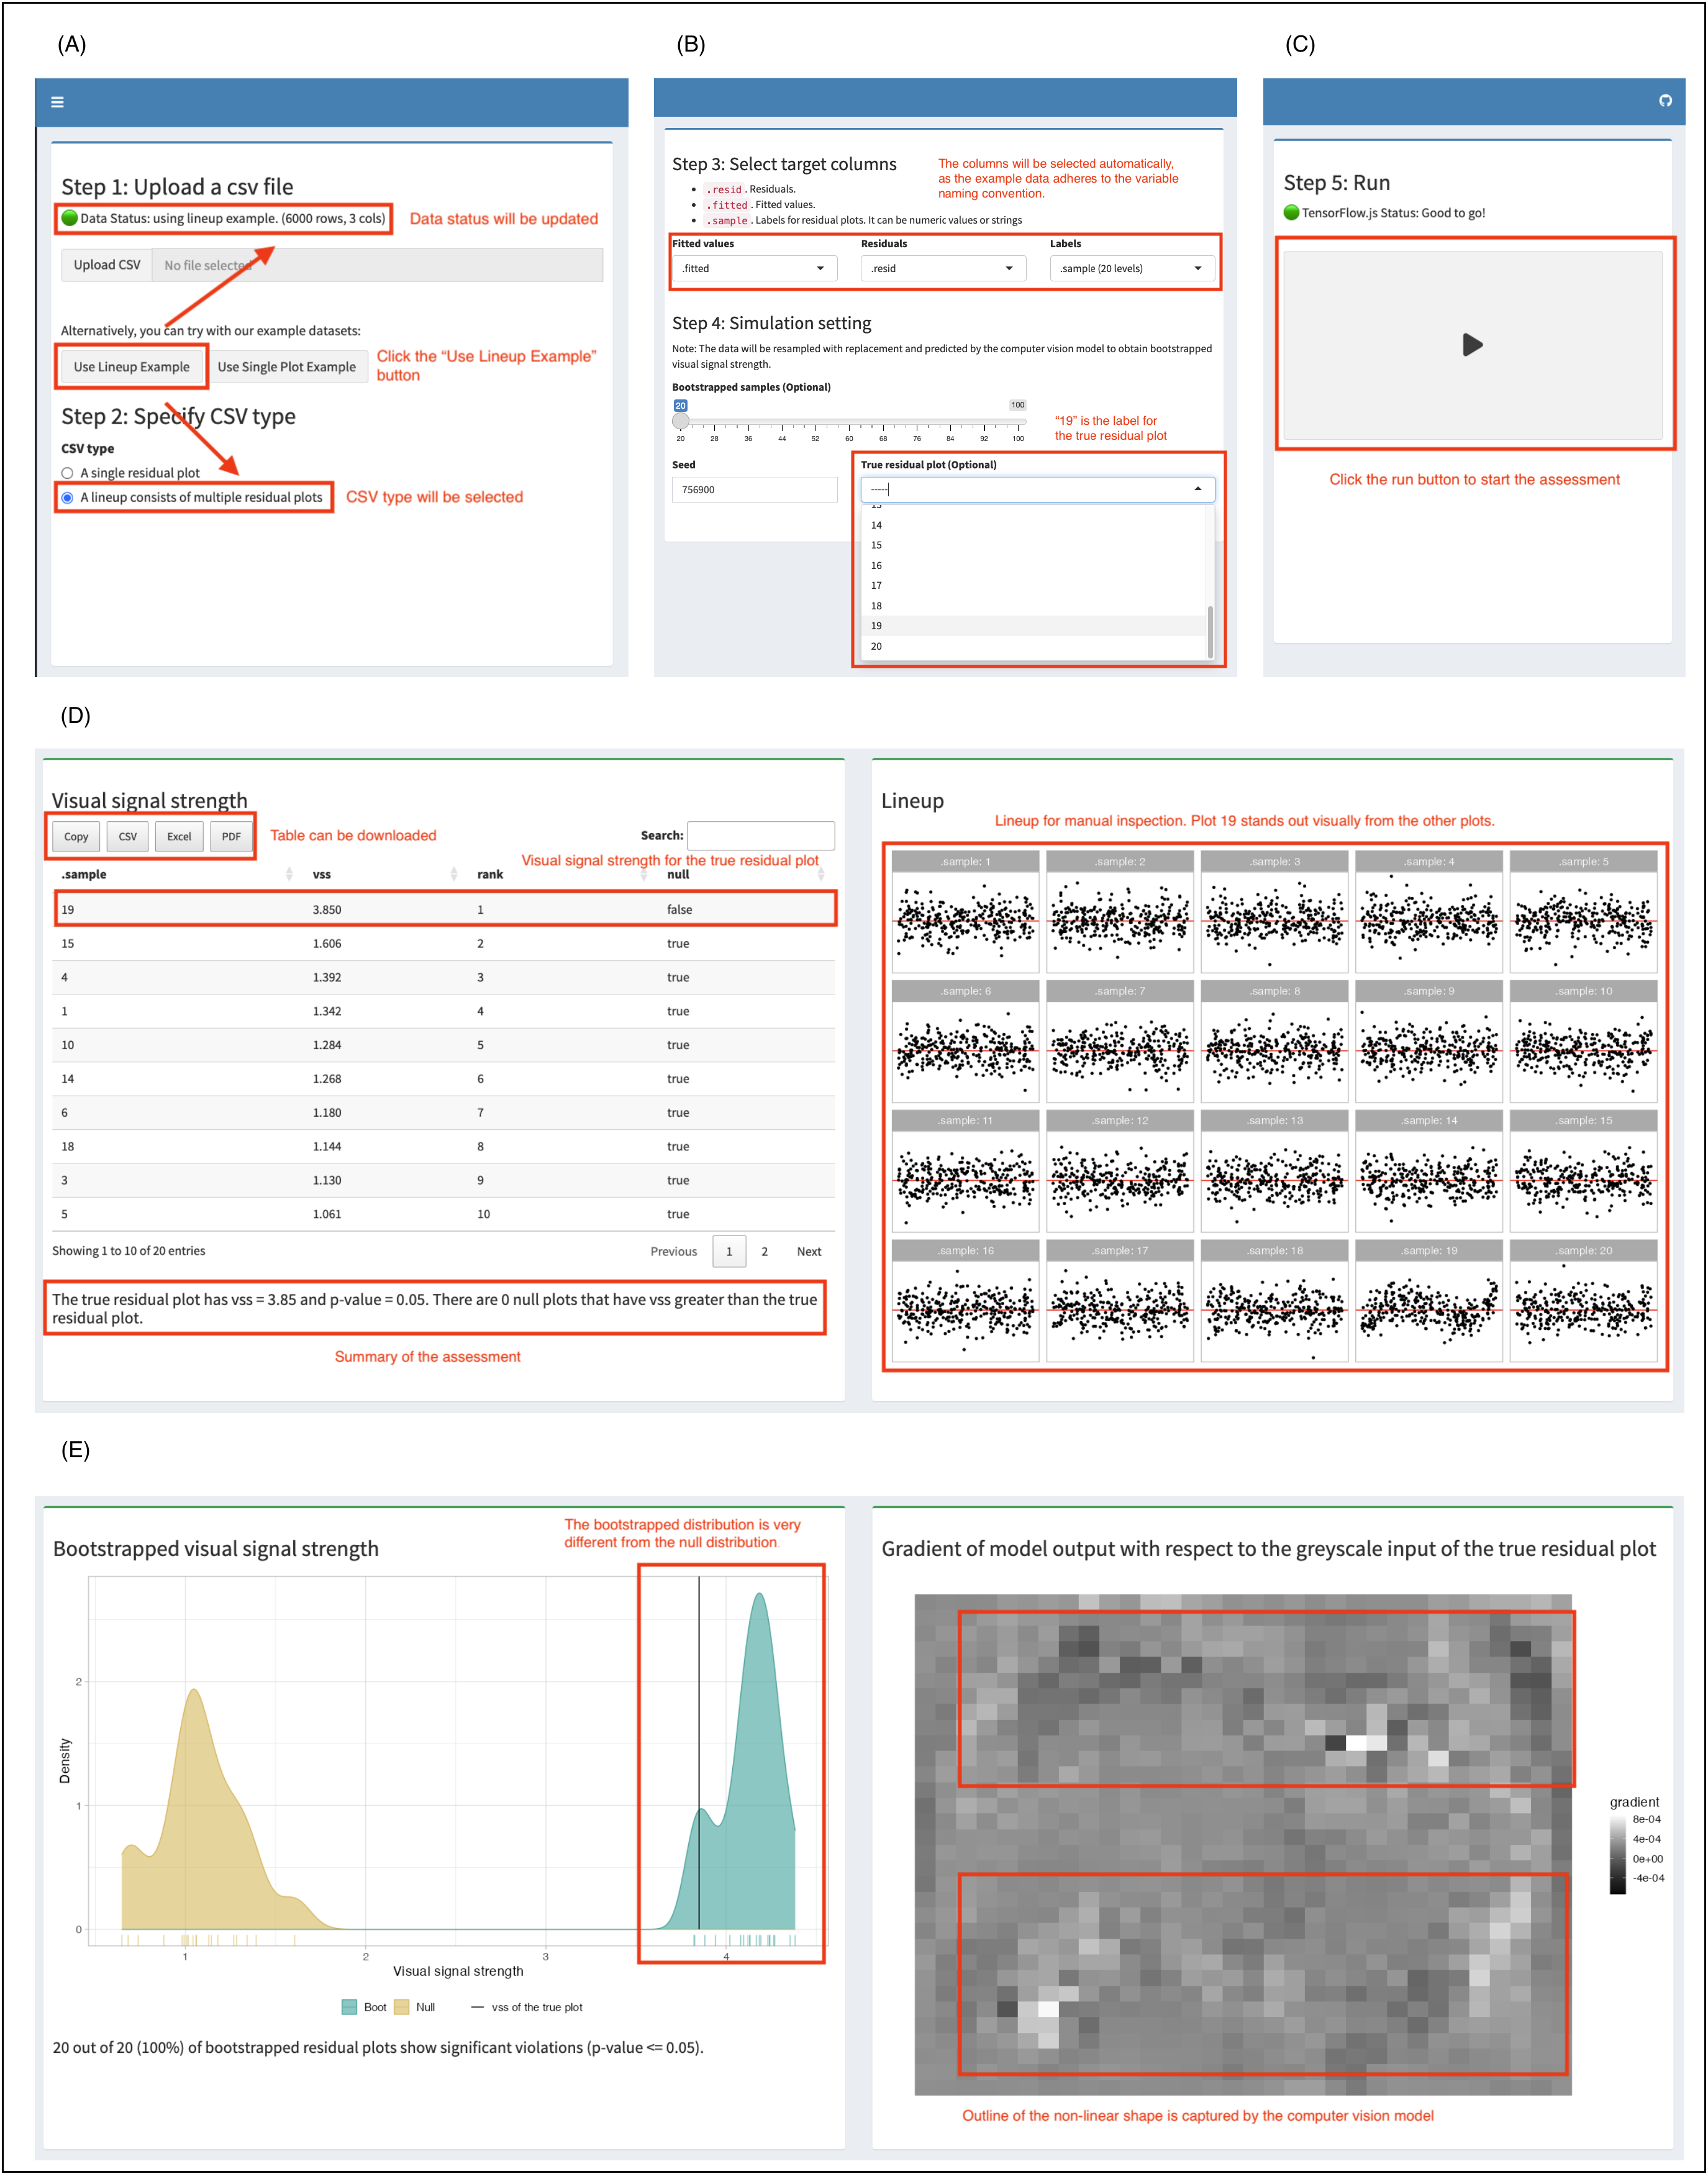 (A)
Step 1: Upload a csv file
Data Status: using lineup example. (6000 rows, 3 cols)
Data status will be updated
Upload CSV
No file selected
Alternatively, you can try with our example datasets:
Use Lineup Example
Use Single Plot Example
Click the “Use Lineup Example”
button
Step 2: Specify CSV type
CSV type
A single residual plot
A lineup consists of multiple residual plots
CSV type will be selected
(B)
Step 3: Select target columns
The columns will be selected automatically,
as the example data adheres to the variable
naming convention.
.resid. Residuals.
.fitted. Fitted values.
.sample. Labels for residual plots. It can be numeric values or strings
Fitted values
Residuals
Labels
.fitted
.resid
.sample (20 levels)
Step 4: Simulation setting
Note: The data will be resampled with replacement and predicted by the computer vision model to obtain bootstrapped
visual signal strength.
Bootstrapped samples (Optional)
20
100
20 28 36 44 52 60 68 76 84 92 100
“19” is the label for
the true residual plot
Seed
756900
True residual plot (Optional)
-----
13
14
15
16
17
18
19
20
(C)
Step 5: Run
TensorFlow.js Status: Good to go!
Click the run button to start the assessment
(D)
Visual signal strength
Copy CSV Excel PDF
Table can be downloaded
Search:
Visual signal strength for the true residual plot
.sample vss rank null
19 3.850 1 false
15 1.606 2 true
4 1.392 3 true
1 1.342 4 true
10 1.284 5 true
14 1.268 6 true
6 1.180 7 true
18 1.144 8 true
3 1.130 9 true
5 1.061 10 true
Showing 1 to 10 of 20 entries
Previous 1 2 Next
The true residual plot has vss = 3.85 and p-value = 0.05. There are 0 null plots that have vss greater than the true
residual plot.
Summary of the assessment
Lineup
Lineup for manual inspection. Plot 19 stands out visually from the other plots.
.sample: 1 .sample: 2 .sample: 3 .sample: 4 .sample: 5
.sample: 6 .sample: 7 .sample: 8 .sample: 9 .sample: 10
.sample: 11 .sample: 12 .sample: 13 .sample: 14 .sample: 15
.sample: 16 .sample: 17 .sample: 18 .sample: 19 .sample: 20
(E)
Bootstrapped visual signal strength
The bootstrapped distribution is very
different from the null distribution.
Density
2
1
0
1 2 3 4
Visual signal strength
Boot Null vss of the true plot
20 out of 20 (100%) of bootstrapped residual plots show significant violations (p-value <= 0.05).
Gradient of model output with respect to the greyscale input of the true residual plot
gradient
8e-04
4e-04
0e+00
-4e-04
Outline of the non-linear shape is captured by the computer vision model